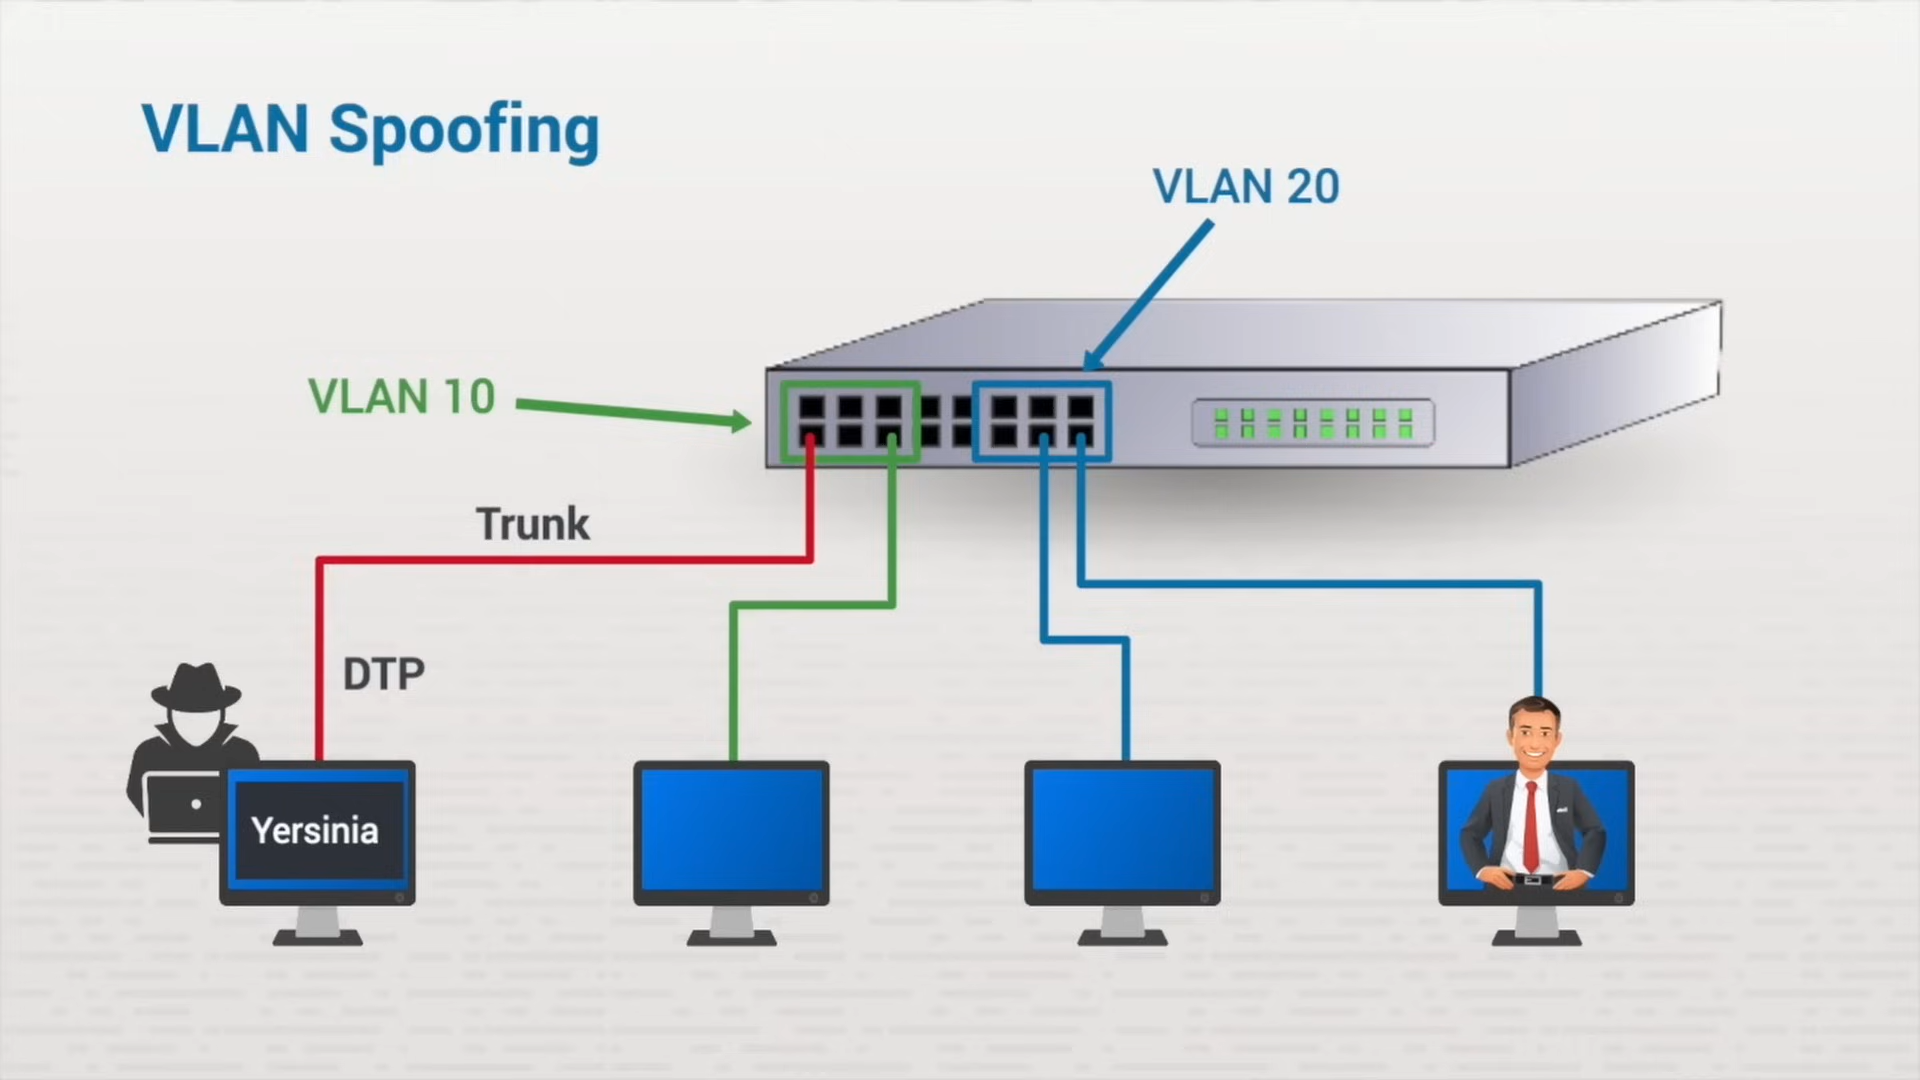 VLAN Spoofing
VLAN 20
VLAN 10
Trunk
DTP
Yersinia